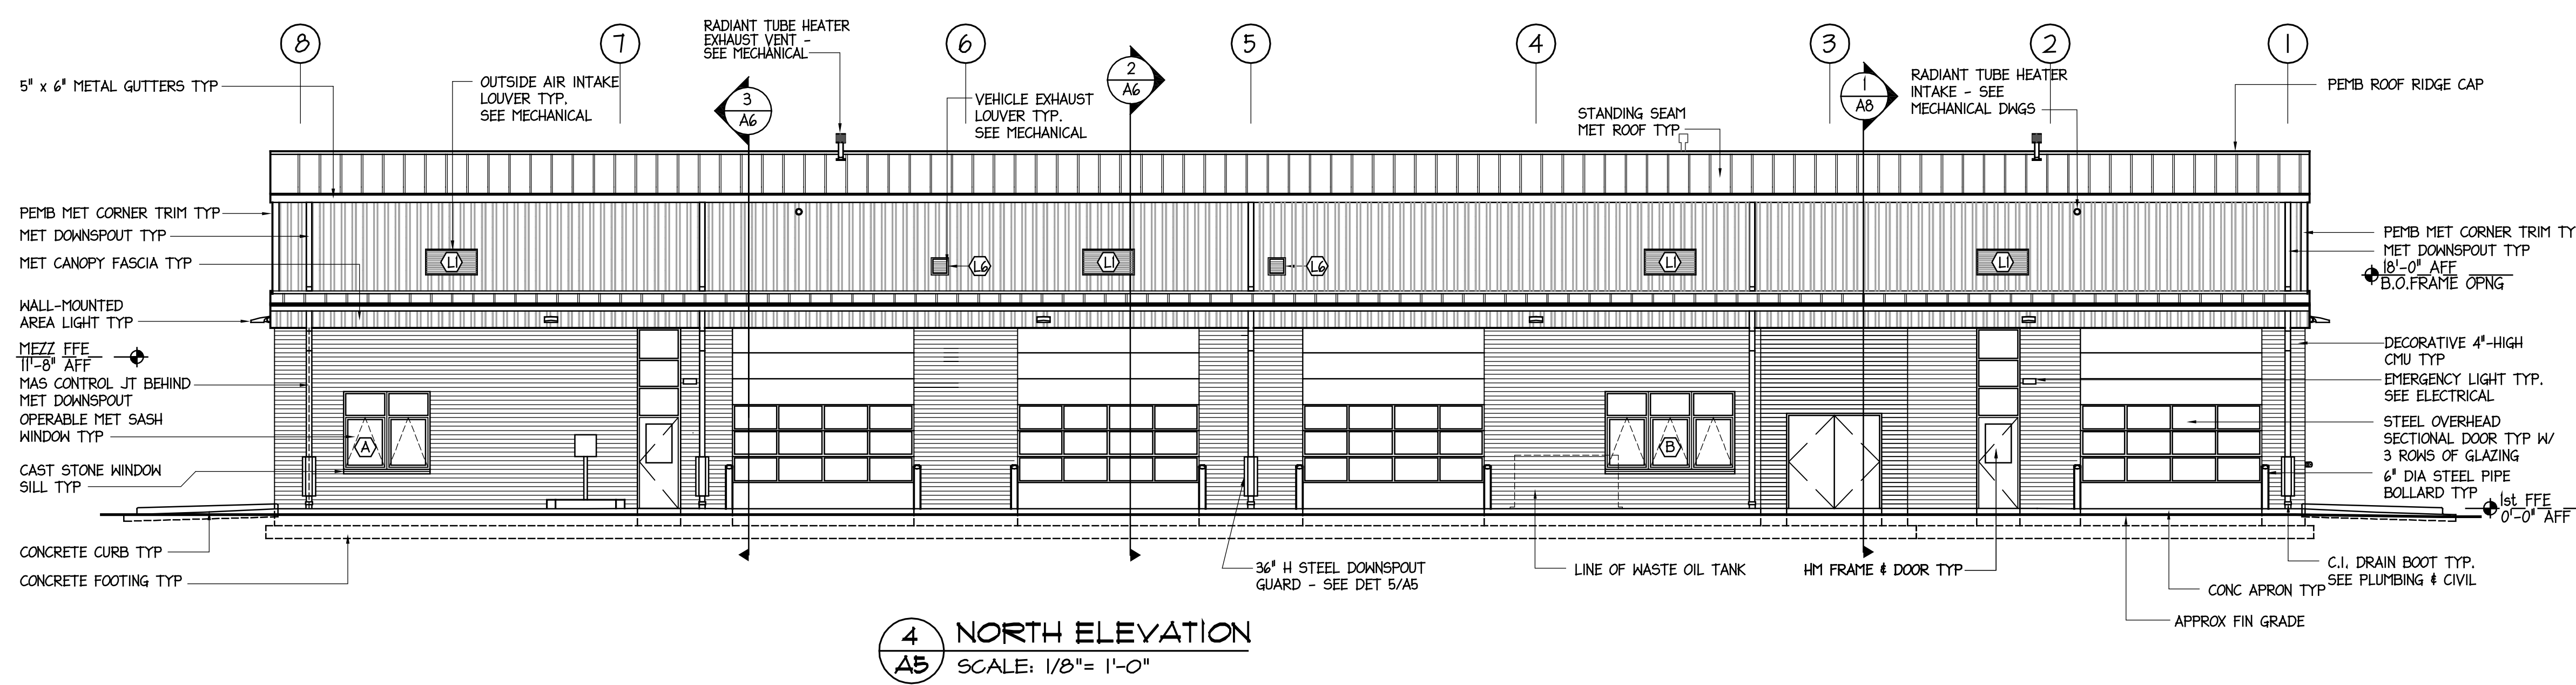 8
7
6
5
4
3
2
1
RADIANT TUBE HEATER
EXHAUST VENT -
SEE MECHANICAL
5" x 6" METAL GUTTERS TYP
OUTSIDE AIR INTAKE
LOUVER TYP.
SEE MECHANICAL
3
A6
VEHICLE EXHAUST
LOUVER TYP.
SEE MECHANICAL
2
A6
STANDING SEAM
MET ROOF TYP
1
A8
RADIANT TUBE HEATER
INTAKE - SEE
MECHANICAL DWGS
PEMB ROOF RIDGE CAP
PEMB MET CORNER TRIM TYP
MET DOWNSPOUT TYP
MET CANOPY FASCIA TYP
WALL-MOUNTED
AREA LIGHT TYP
MEZZ FFE
11'-8" AFF
MAS CONTROL JT BEHIND
MET DOWNSPOUT
OPERABLE MET SASH
WINDOW TYP
CAST STONE WINDOW
SILL TYP
CONCRETE CURB TYP
CONCRETE FOOTING TYP
L1
L6
L1
L6
L1
L1
A
B
PEMB MET CORNER TRIM TY
MET DOWNSPOUT TYP
18'-0" AFF
B.O.FRAME OPNG
DECORATIVE 4"-HIGH
CMU TYP
EMERGENCY LIGHT TYP.
SEE ELECTRICAL
STEEL OVERHEAD
SECTIONAL DOOR TYP W/
3 ROWS OF GLAZING
6" DIA STEEL PIPE
BOLLARD TYP
1st FFE
0'-0" AFF
36" H STEEL DOWNSPOUT
GUARD - SEE DET 5/A5
LINE OF WASTE OIL TANK
HM FRAME & DOOR TYP
C.I. DRAIN BOOT TYP.
SEE PLUMBING & CIVIL
CONC APRON TYP
APPROX FIN GRADE
4
A5
NORTH ELEVATION
SCALE: 1/8"= 1'-0"